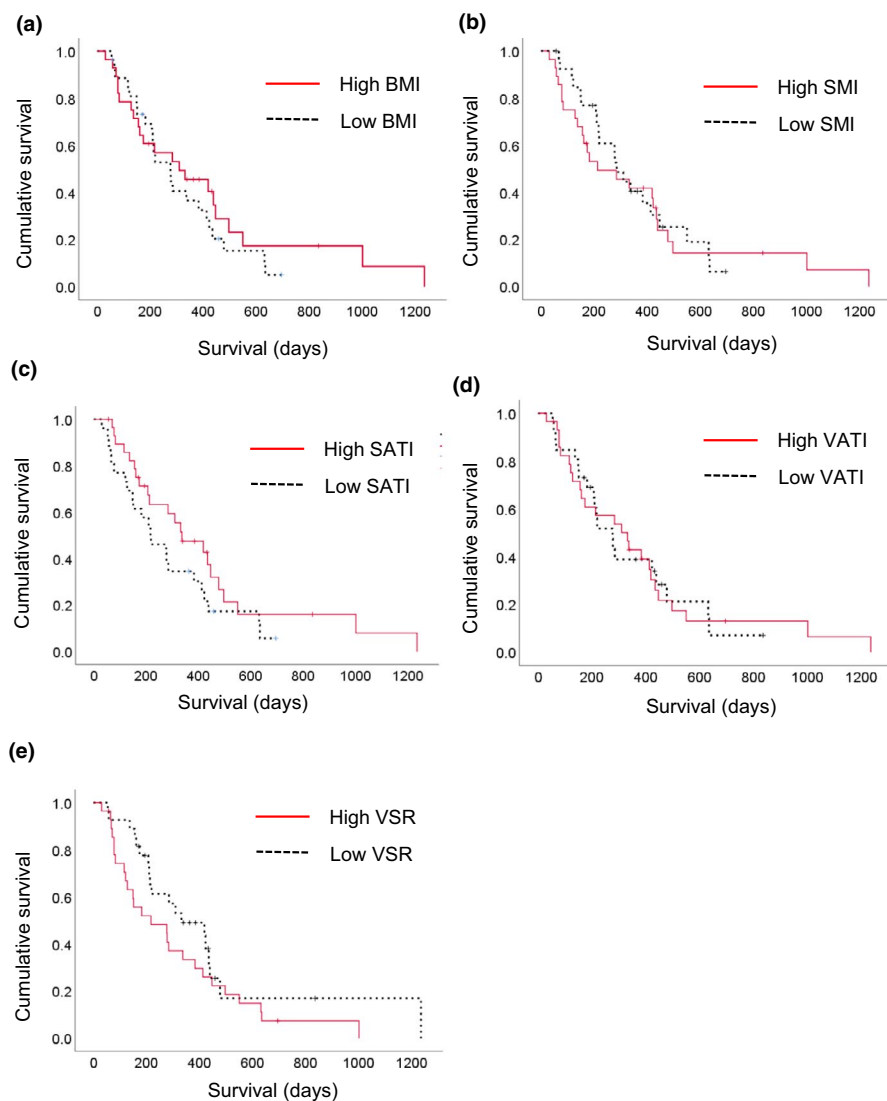 (a)
1.0
0.8
0.6
0.4
0.2
0.0
Cumulative survival
High BMI
Low BMI
0 200 400 600 800 1000 1200
Survival (days)
(b)
1.0
0.8
0.6
0.4
0.2
0.0
Cumulative survival
High SMI
Low SMI
0 200 400 600 800 1000 1200
Survival (days)
(c)
1.0
0.8
0.6
0.4
0.2
0.0
Cumulative survival
High SATI
Low SATI
0 200 400 600 800 1000 1200
Survival (days)
(d)
1.0
0.8
0.6
0.4
0.2
0.0
Cumulative survival
High VATI
Low VATI
0 200 400 600 800 1000 1200
Survival (days)
(e)
1.0
0.8
0.6
0.4
0.2
0.0
Cumulative survival
High VSR
Low VSR
0 200 400 600 800 1000 1200
Survival (days)